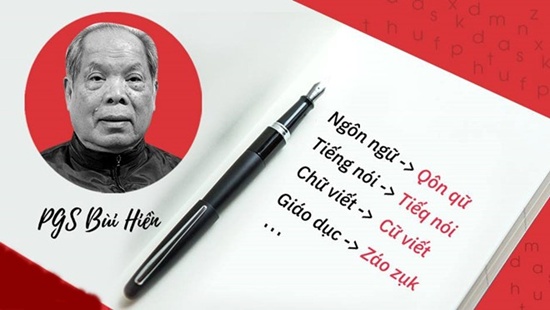 PGS Bùi Hiền
Ngôn ngữ -> Qôn qữ
Tiếng nói -> Tiếq nói
Chữ viết -> Cữ viết
Giáo dục -> Záo zụk
...